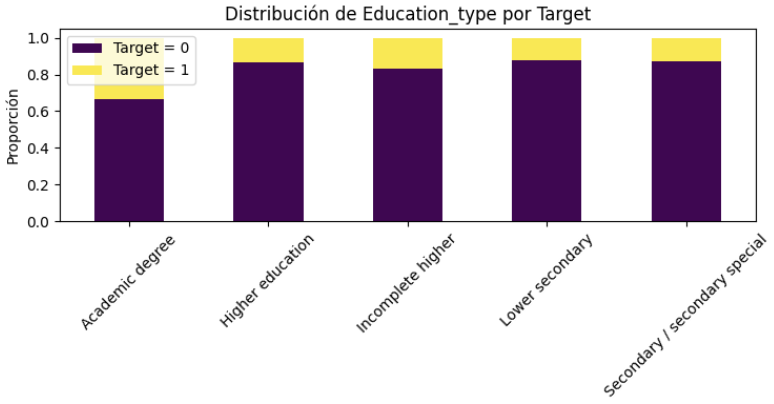 Distribución de Education_type por Target
Target = 0
Target = 1
Proporción
1.0
0.8
0.6
0.4
0.2
0.0
Academic degree
Higher education
Incomplete higher
Lower secondary
Secondary / secondary special